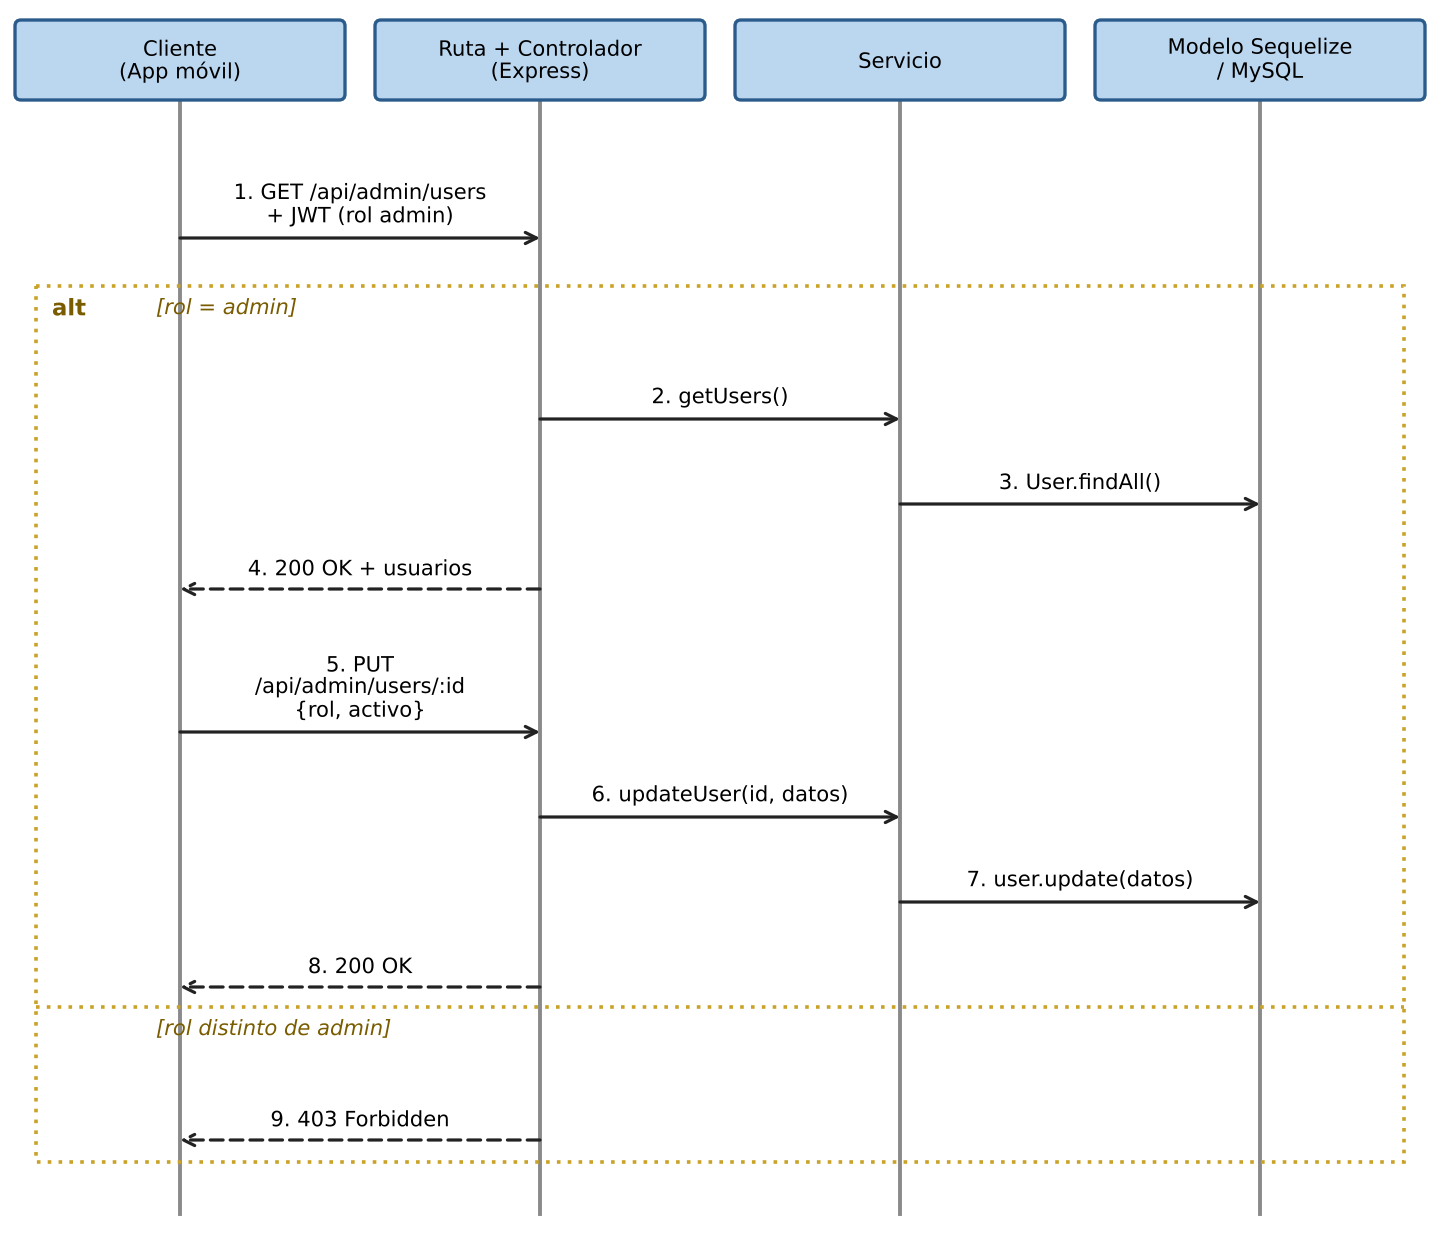 Cliente
(App móvil)
Ruta + Controlador
(Express)
Servicio
Modelo Sequelize
/ MySQL
1. GET /api/admin/users
+ JWT (rol admin)
alt
[rol = admin]
2. getUsers()
3. User.findAll()
4. 200 OK + usuarios
5. PUT
/api/admin/users/:id
{rol, activo}
6. updateUser(id, datos)
7. user.update(datos)
8. 200 OK
[rol distinto de admin]
9. 403 Forbidden